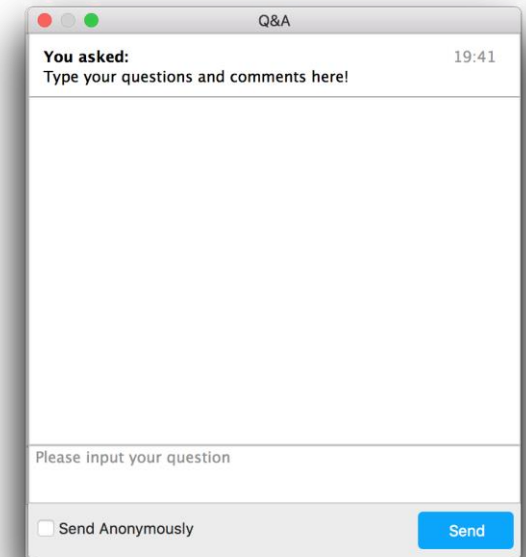 Q&A
You asked:
19:41
Type your questions and comments here!
Please input your question
Send Anonymously
Send